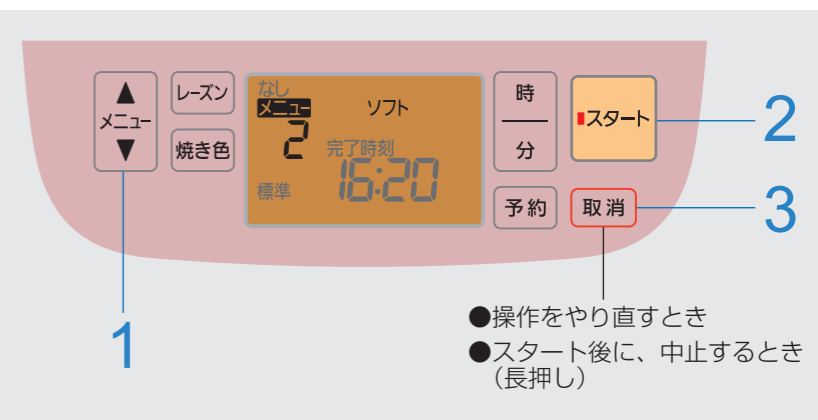 ▲
メニュー
▼
レーズン
焼き色
なし
メニュー
ソフト
2
完了時刻
16:20
標準
時
分
予約
スタート
取消
1
2
3
●操作をやり直すとき
●スタート後に、中止するとき
（長押し）